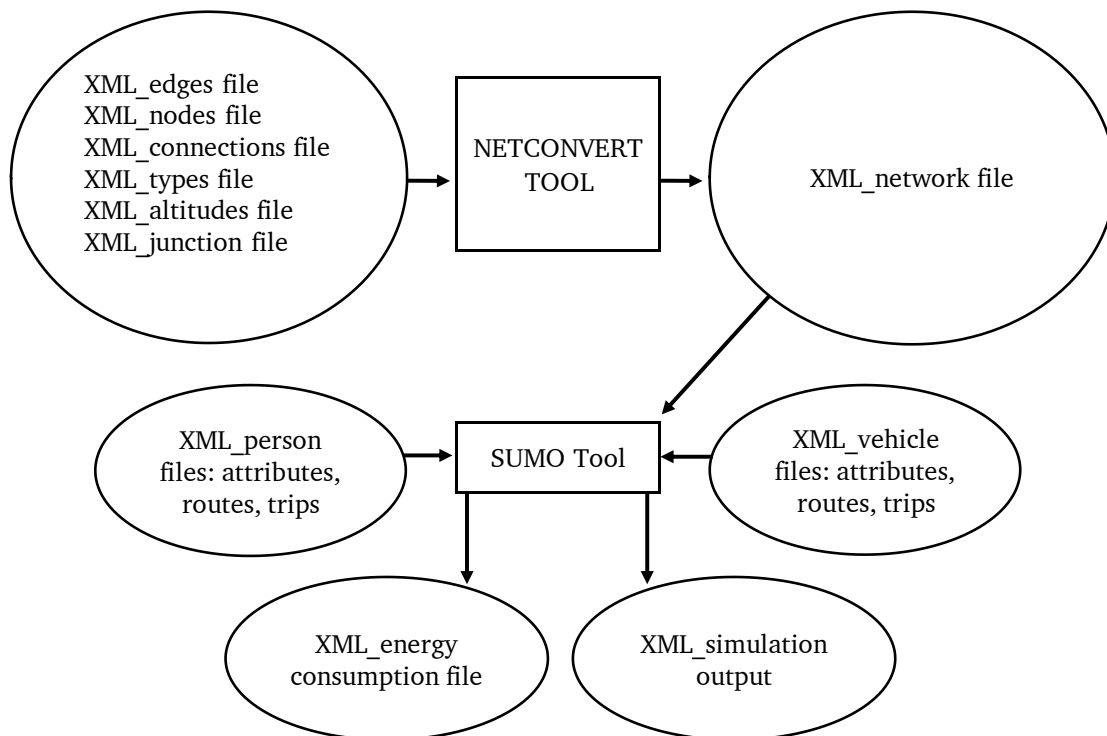 XML_edges file
XML_nodes file
XML_connections file
XML_types file
XML_altitudes file
XML_junction file
NETCONVERT
TOOL
XML_network file
XML_person
files: attributes,
routes, trips
SUMO Tool
XML_vehicle
files: attributes,
routes, trips
XML_energy
consumption file
XML_simulation
output